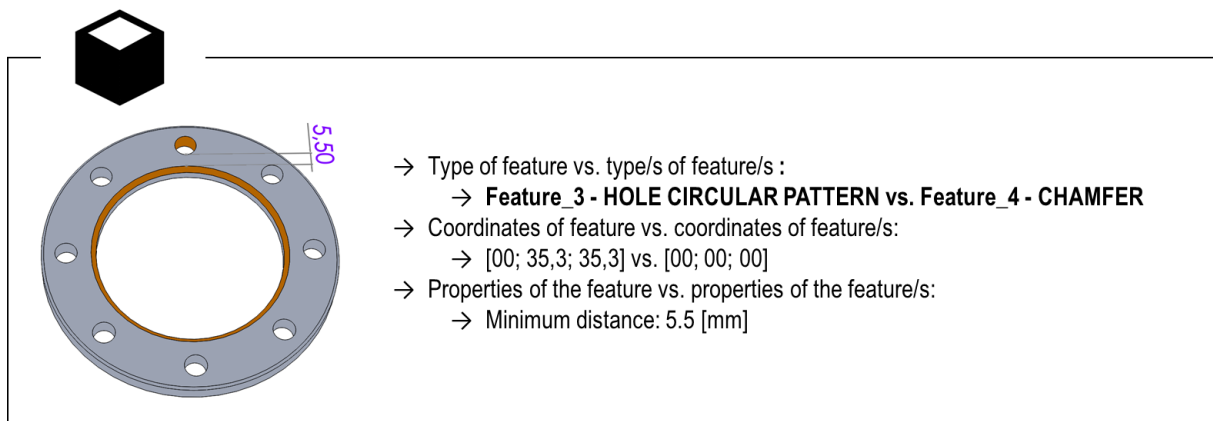 5,50
→ Type of feature vs. type/s of feature/s :
→ Feature_3 - HOLE CIRCULAR PATTERN vs. Feature_4 - CHAMFER
→ Coordinates of feature vs. coordinates of feature/s:
→ [00; 35,3; 35,3] vs. [00; 00; 00]
→ Properties of the feature vs. properties of the feature/s:
→ Minimum distance: 5.5 [mm]